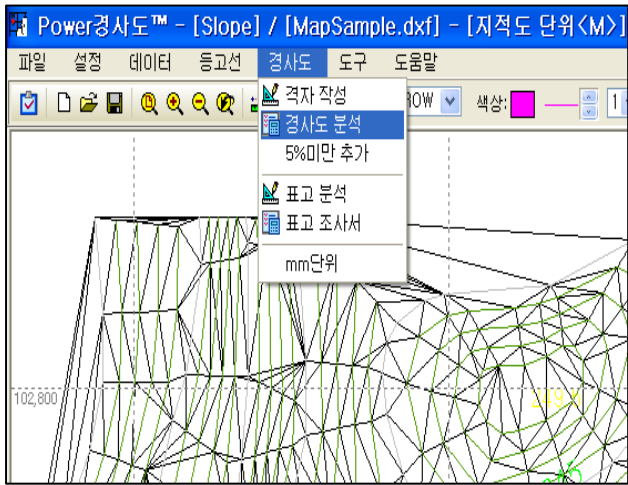 Power경사도™ - [Slope] / [MapSample.dxf] - [지적도 단위<M>]
파일 설정 데이터 등고선 경사도 도구 도움말
색상: 1
격자 작성
경사도 분석
5%미만 추가
표고 분석
표고 조사서
mm단위
102,800